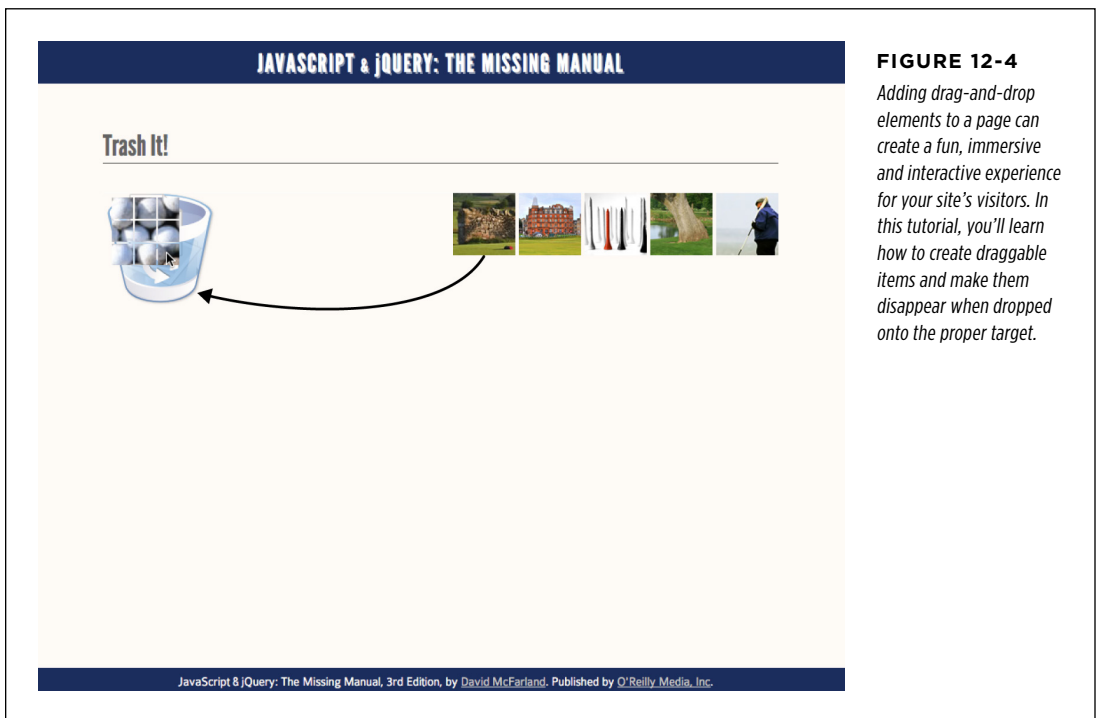 JAVASCRIPT & jQUERY: THE MISSING MANUAL
Trash It!
JavaScript & jQuery: The Missing Manual, 3rd Edition, by David McFarland. Published by O'Reilly Media, Inc.
FIGURE 12-4
Adding drag-and-drop
elements to a page can
create a fun, immersive
and interactive experience
for your site’s visitors. In
this tutorial, you’ll learn
how to create draggable
items and make them
disappear when dropped
onto the proper target.